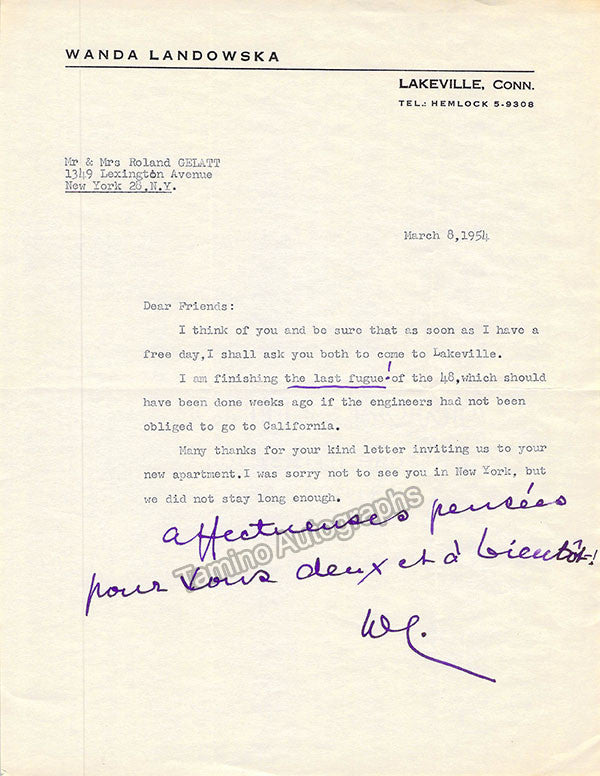 WANDA LANDOWSKA
LAKEVILLE, CONN.
TEL.: HEMLOCK 5-9308
Mr & Mrs Roland GELATT
1349 Lexington Avenue
New York 28,N.Y.
March 8,1954
Dear Friends:
I think of you and be sure that as soon as I have a
free day,I shall ask you both to come to Lakeville.
I am finishing the last fugue! of the 48,which should
have been done weeks ago if the engineers had not been
obliged to go to California.
Many thanks for your kind letter inviting us to your
new apartment.I was sorry not to see you in New York, but
we did not stay long enough.
affectueuses pensées
Tamino Autographs
pour vous deux et à bientôt!
WL.